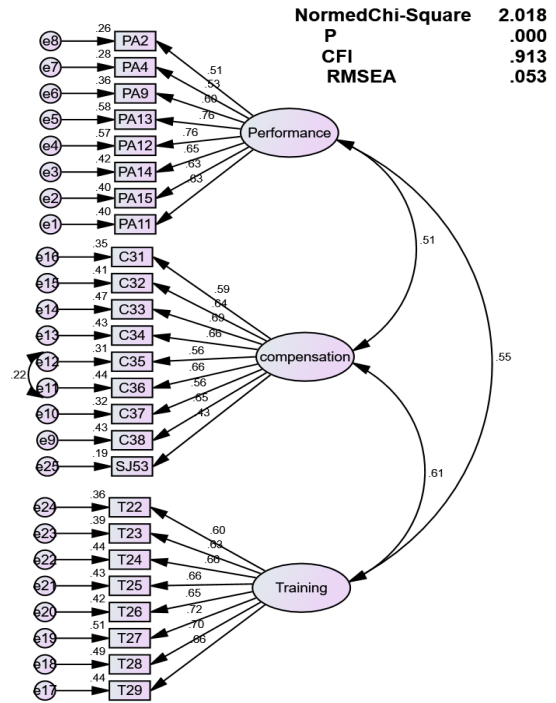 NormedChi-Square 2.018
P .000
CFI .913
RMSEA .053
e8 .26 PA2
e7 .28 PA4
e6 .36 PA9
e5 .58 PA13
e4 .57 PA12
e3 .42 PA14
e2 .40 PA15
e1 .40 PA11
.51
.53
.60
.76
.76
.65
.63
.63
Performance
e16 .35 C31
e15 .41 C32
e14 .47 C33
e13 .43 C34
e12 .31 C35
e11 .44 C36
e10 .32 C37
e9 .43 C38
e25 .19 SJ53
.22
.59
.64
.69
.66
.56
.66
.56
.65
.43
compensation
e24 .36 T22
e23 .39 T23
e22 .44 T24
e21 .43 T25
e20 .42 T26
e19 .51 T27
e18 .49 T28
e17 .44 T29
.60
.63
.66
.66
.65
.72
.70
.66
Training
.51
.55
.61